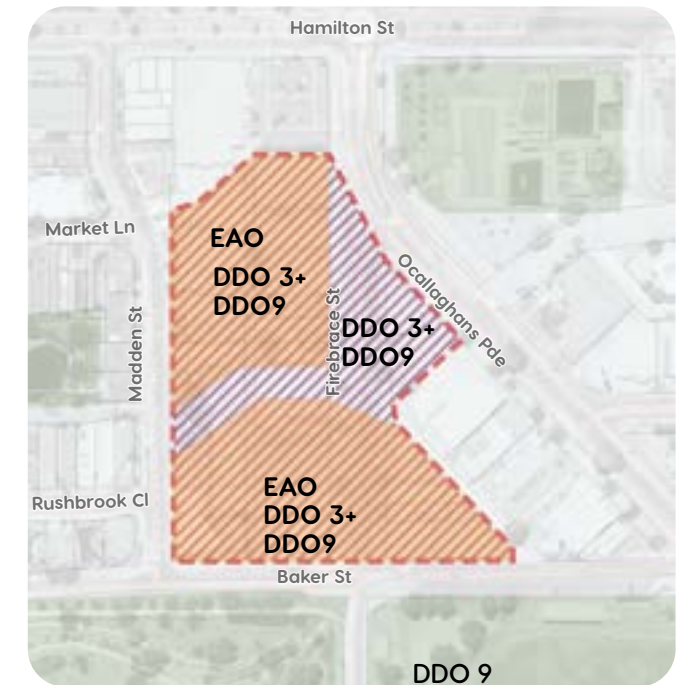 Hamilton St
Market Ln
EAO
DDO 3+
DDO9
Ocallaghans Pde
Madden St
Firebrace St
DDO 3+
DDO9
Rushbrook Cl
EAO
DDO 3+
DDO9
Baker St
DDO 9